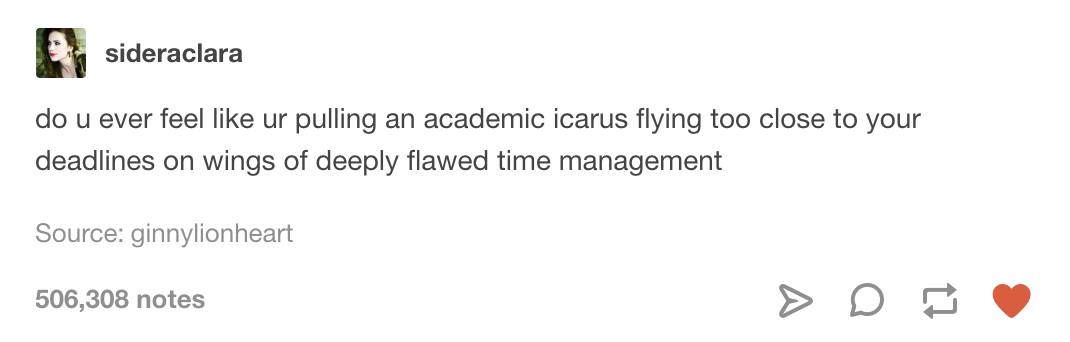 sideraclara
do u ever feel like ur pulling an academic icarus flying too close to your
deadlines on wings of deeply flawed time management
Source: ginnylionheart
506,308 notes